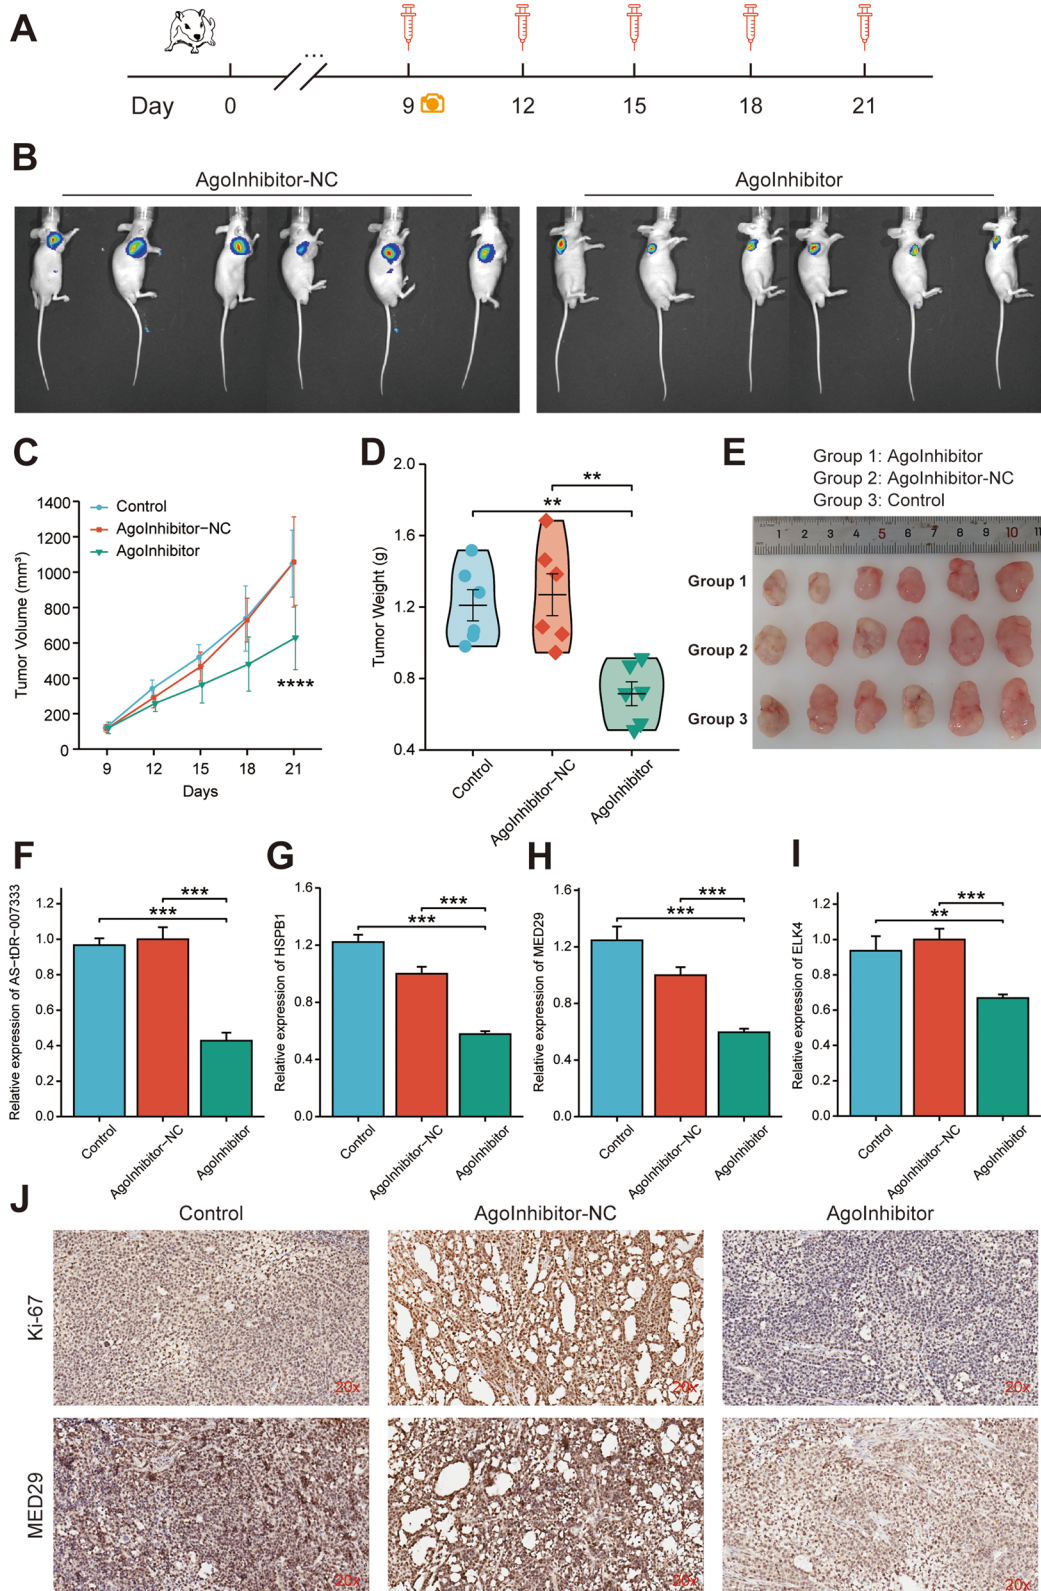 A
...
Day 0 9 12 15 18 21
B
AgoInhibitor-NC AgoInhibitor
C
Tumor Volume (mm³)
1400
1200
1000
800
600
400
200
0
Control
AgoInhibitor−NC
AgoInhibitor
****
9 12 15 18 21
Days
D
Tumor Weight (g)
2.0
1.6
1.2
0.8
0.4
**
**
Control
AgoInhibitor−NC
AgoInhibitor
E
Group 1: AgoInhibitor
Group 2: AgoInhibitor-NC
Group 3: Control
1 2 3 4 5 6 7 8 9 10 11
Group 1
Group 2
Group 3
F
Relative expression of AS−tDR−007333
1.2
1.0
0.8
0.6
0.4
0.2
0.0
***
***
Control
AgoInhibitor−NC
AgoInhibitor
G
Relative expression of HSPB1
1.6
1.2
0.8
0.4
0.0
***
***
Control
AgoInhibitor−NC
AgoInhibitor
H
Relative expression of MED29
1.6
1.2
0.8
0.4
0.0
***
***
Control
AgoInhibitor−NC
AgoInhibitor
I
Relative expression of ELK4
1.2
1.0
0.8
0.6
0.4
0.2
0.0
***
**
Control
AgoInhibitor−NC
AgoInhibitor
J
Control AgoInhibitor-NC AgoInhibitor
Ki-67
20x 20x 20x
MED29
20x 20x 20x